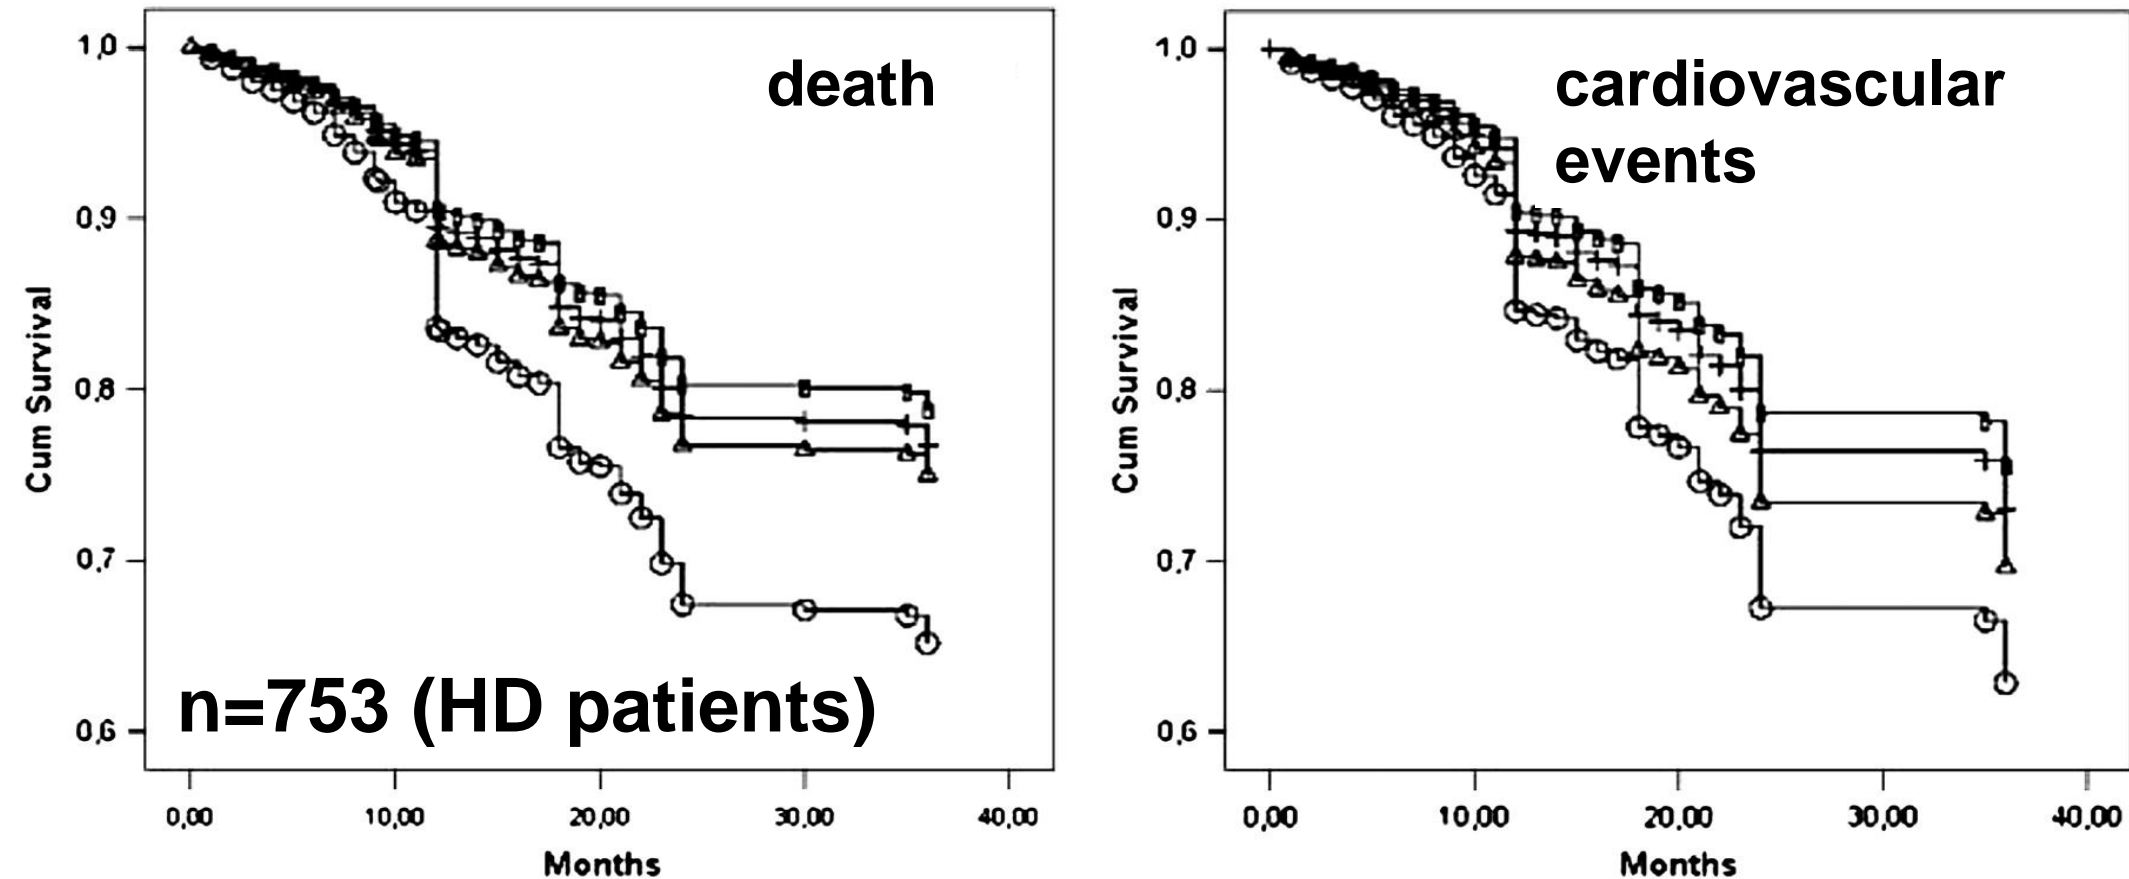 death
1,0
0,9
0,8
0,7
0,6
Cum Survival
n=753 (HD patients)
0,00 10,00 20,00 30,00 40,00
Months
cardiovascular
events
1,0
0,9
0,8
0,7
0,6
Cum Survival
0,00 10,00 20,00 30,00 40,00
Months